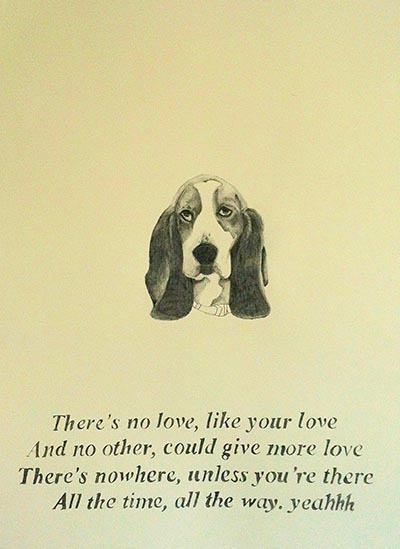 There's no love, like your love
And no other, could give more love
There's nowhere, unless you're there
All the time, all the way. yeahhh